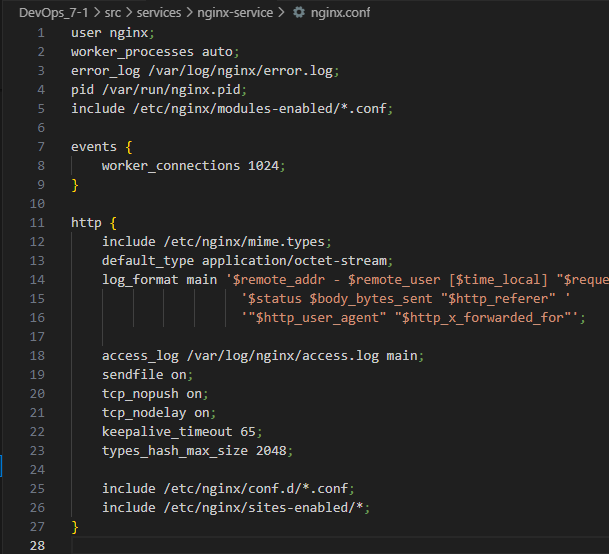 DevOps_7-1 > src > services > nginx-service > nginx.conf
1 user nginx;
2 worker_processes auto;
3 error_log /var/log/nginx/error.log;
4 pid /var/run/nginx.pid;
5 include /etc/nginx/modules-enabled/*.conf;
6
7 events {
8     worker_connections 1024;
9 }
10
11 http {
12     include /etc/nginx/mime.types;
13     default_type application/octet-stream;
14     log_format main '$remote_addr - $remote_user [$time_local] "$reque
15                       '$status $body_bytes_sent "$http_referer" '
16                       '"$http_user_agent" "$http_x_forwarded_for"';
17
18     access_log /var/log/nginx/access.log main;
19     sendfile on;
20     tcp_nopush on;
21     tcp_nodelay on;
22     keepalive_timeout 65;
23     types_hash_max_size 2048;
24
25     include /etc/nginx/conf.d/*.conf;
26     include /etc/nginx/sites-enabled/*;
27 }
28